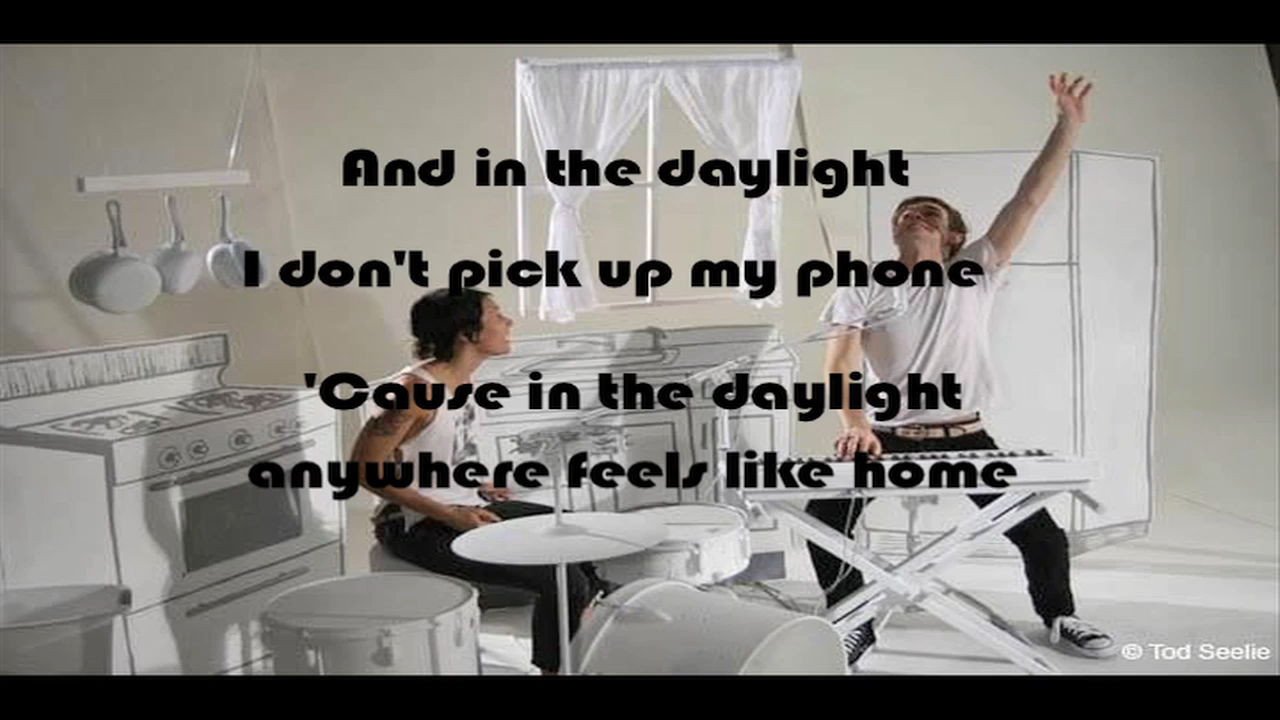 And in the daylight
I don't pick up my phone
'Cause in the daylight
anywhere feels like home
© Tod Seelie